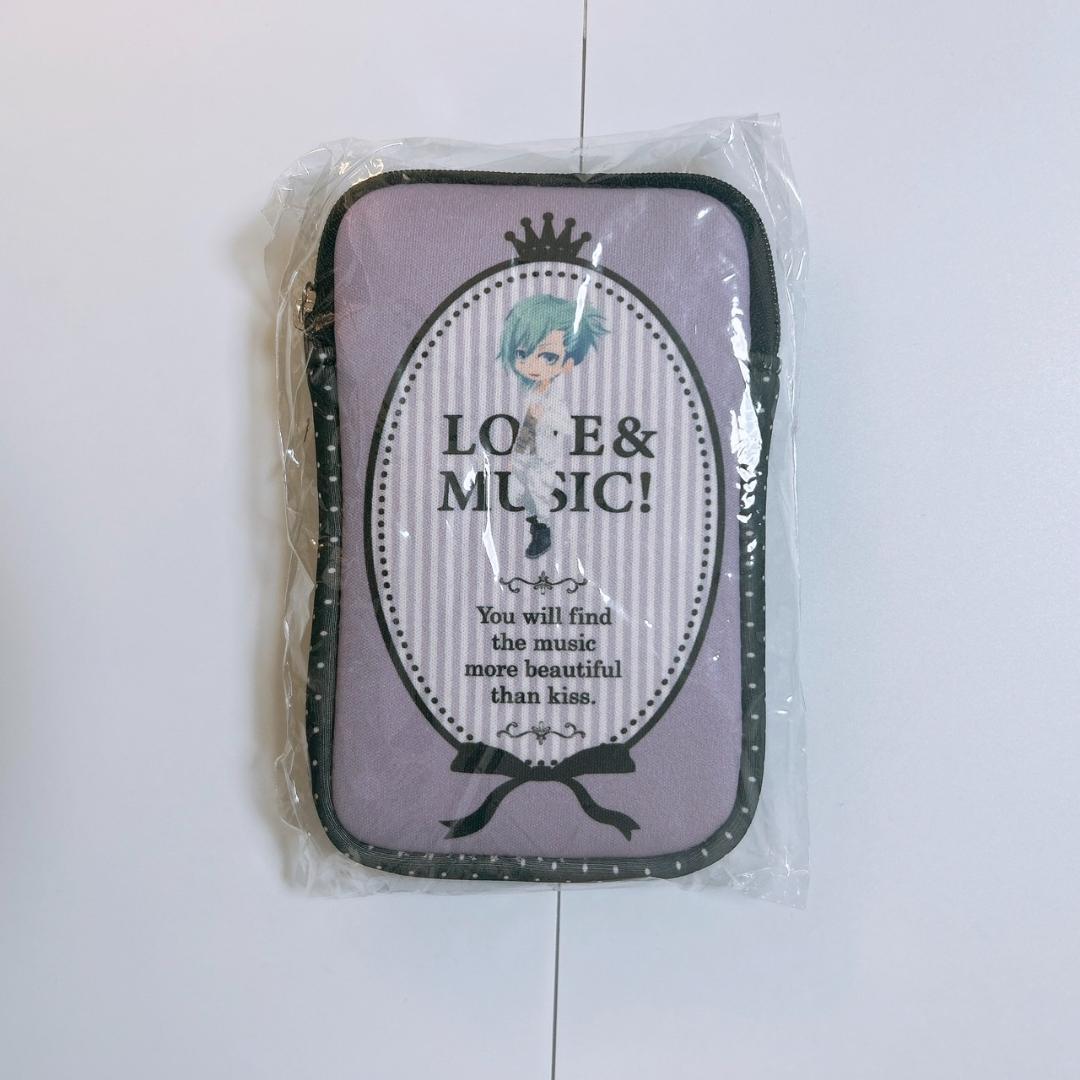 LOVE &
MUSIC!
You will find
the music
more beautiful
than kiss.